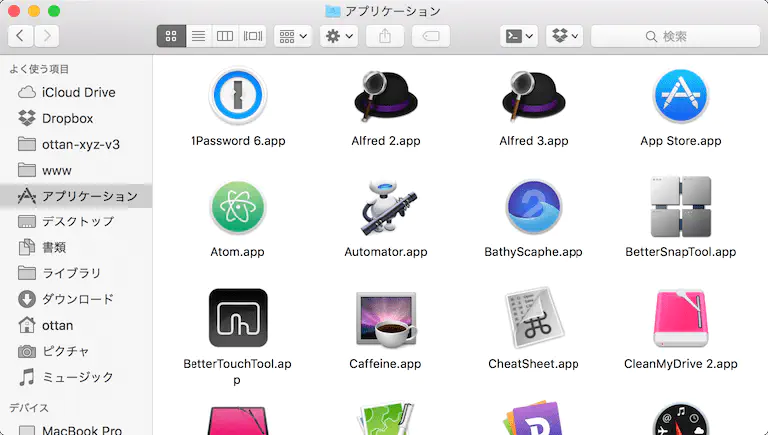 アプリケーション
検索
よく使う項目
iCloud Drive
Dropbox
ottan-xyz-v3
www
アプリケーション
デスクトップ
書類
ライブラリ
ダウンロード
ottan
ピクチャ
ミュージック
デバイス
MacBook Pro
1Password 6.app
Alfred 2.app
Alfred 3.app
App Store.app
Atom.app
Automator.app
BathyScaphe.app
BetterSnapTool.app
BetterTouchTool.ap
p
Caffeine.app
CheatSheet.app
CleanMyDrive 2.app